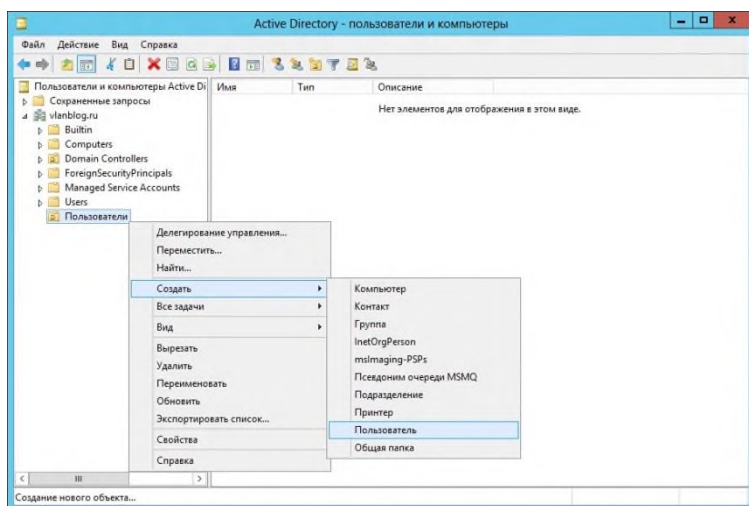 Active Directory - пользователи и компьютеры
Файл Действие Вид Справка
Пользователи и компьютеры Active Di
Сохраненные запросы
vlanblog.ru
Builtin
Computers
Domain Controllers
ForeignSecurityPrincipals
Managed Service Accounts
Users
Пользователи
Имя Тип Описание
Нет элементов для отображения в этом виде.
Делегирование управления...
Переместить...
Найти...
Создать
Все задачи
Вид
Вырезать
Удалить
Переименовать
Обновить
Экспортировать список...
Свойства
Справка
Компьютер
Контакт
Группа
InetOrgPerson
msImaging-PSPs
Псевдоним очереди MSMQ
Подразделение
Принтер
Пользователь
Общая папка
Создание нового объекта...